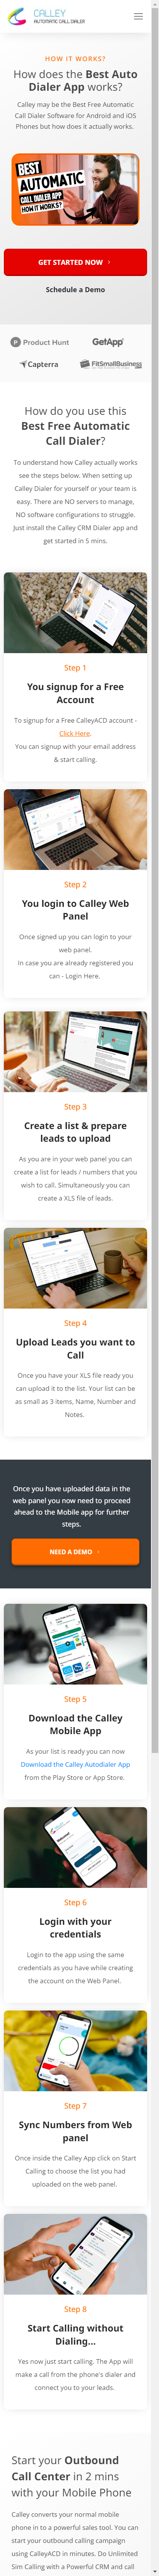 CALLEY
AUTOMATIC CALL DIALER
HOW IT WORKS?
How does the Best Auto
Dialer App works?
Calley may be the Best Free Automatic
Call Dialer Software for Android and iOS
Phones but how does it actually works.
BEST
AUTOMATIC
CALL DIALER
HOW IT WORKS!
GET STARTED NOW
Schedule a Demo
Product Hunt
GetApp
Capterra
FitSmallBusiness
How do you use this
Best Free Automatic
Call Dialer?
To understand how Calley actually works
see the steps below. When setting up
Calley Dialer for yourself or your team is
easy. There are NO servers to manage,
NO software configurations to struggle.
Just install the Calley CRM Dialer app and
get started in 5 mins.
Step 1
You signup for a Free
Account
To signup for a Free CalleyACD account -
Click Here.
You can signup with your email address
& start calling.
Step 2
You login to Calley Web
Panel
Once signed up you can login to your
web panel.
In case you are already registered you
can - Login Here.
Step 3
Create a list & prepare
leads to upload
As you are in your web panel you can
create a list for leads / numbers that you
wish to call. Simultaneously you can
create a XLS file of leads.
Step 4
Upload Leads you want to
Call
Once you have your XLS file ready you
can upload it to the list. Your list can be
as small as 3 items, Name, Number and
Notes.
Once you have uploaded data in the
web panel you now need to proceed
ahead to the Mobile app for further
steps.
NEED A DEMO
Step 5
Download the Calley
Mobile App
As your list is ready you can now
Download the Calley Autodialer App
from the Play Store or App Store.
Step 6
Login with your
credentials
Login to the app using the same
credentials as you have while creating
the account on the Web Panel.
Step 7
Sync Numbers from Web
panel
Once inside the Calley App click on Start
Calling to choose the list you had
uploaded on the web panel.
Step 8
Start Calling without
Dialing...
Yes now just start calling. The App will
make a call from the phone's dialer and
connect you to your leads.
Start your Outbound
Call Center in 2 mins
with your Mobile Phone
Calley converts your normal mobile
phone in to a powerful sales tool. You can
start your outbound calling campaign
using CalleyACD in minutes. Do Unlimited
Sim Calling with a Powerful CRM and call